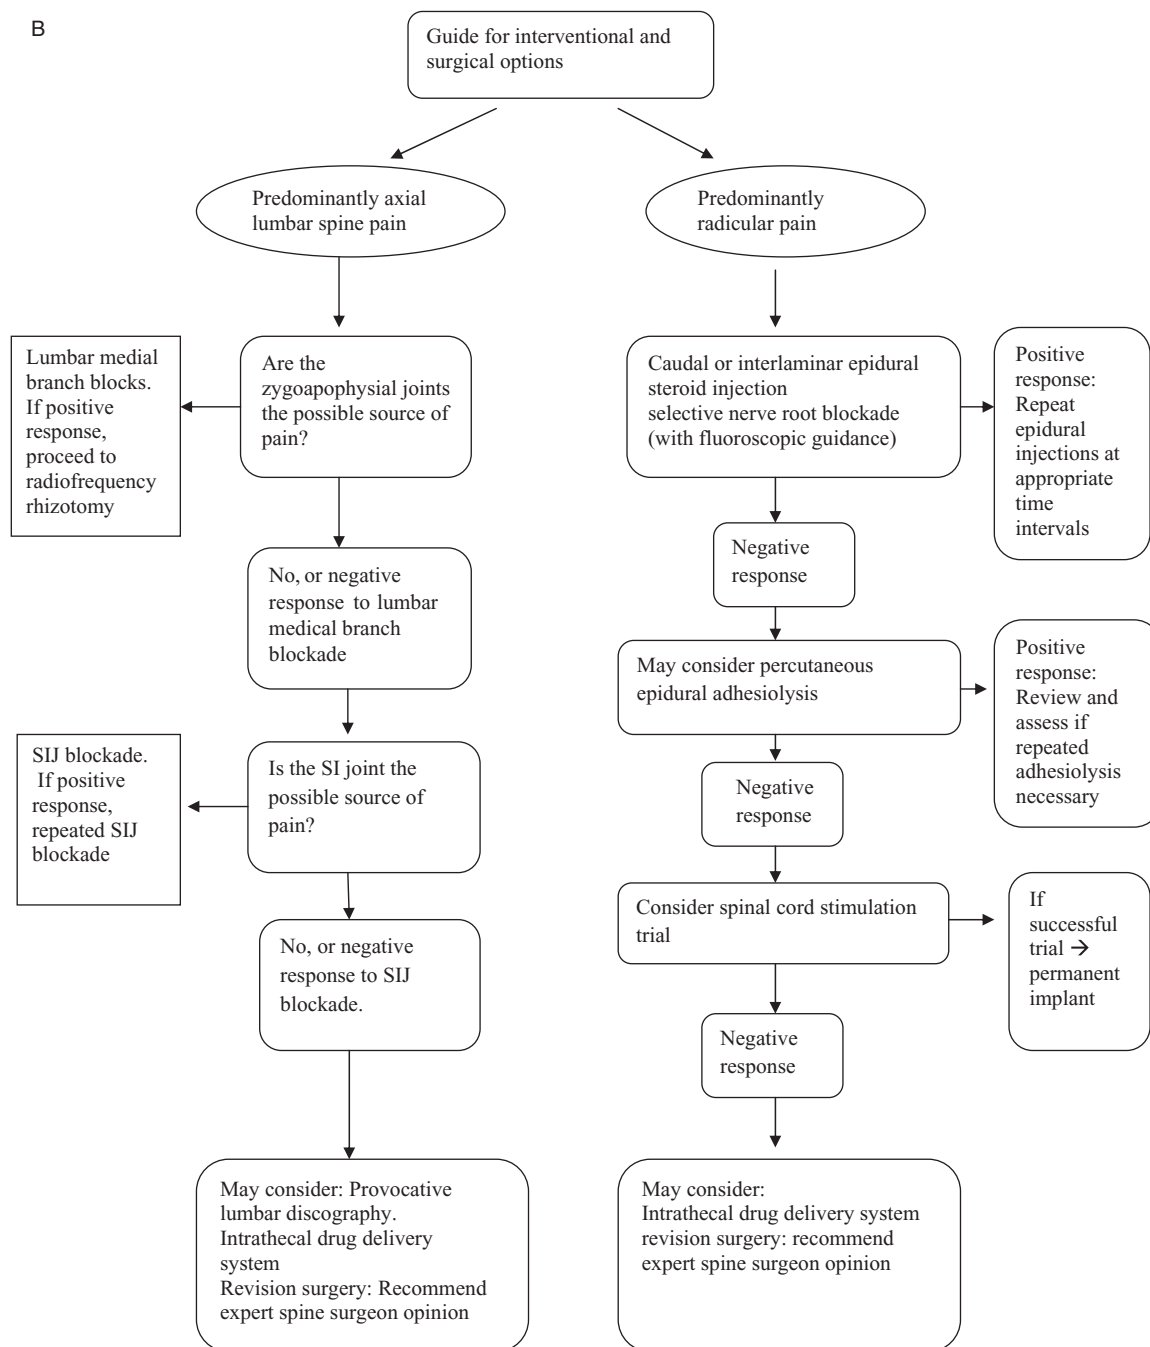 B
Guide for interventional and
surgical options
Predominantly axial
lumbar spine pain
Predominantly
radicular pain
Lumbar medial
branch blocks.
If positive
response,
proceed to
radiofrequency
rhizotomy
Are the
zygoapophysial joints
the possible source of
pain?
Caudal or interlaminar epidural
steroid injection
selective nerve root blockade
(with fluoroscopic guidance)
Positive
response:
Repeat
epidural
injections at
appropriate
time
intervals
No, or negative
response to lumbar
medical branch
blockade
Negative
response
May consider percutaneous
epidural adhesiolysis
Positive
response:
Review and
assess if
repeated
adhesiolysis
necessary
SIJ blockade.
If positive
response,
repeated SIJ
blockade
Is the SI joint the
possible source of
pain?
Negative
response
Consider spinal cord stimulation
trial
If
successful
trial →
permanent
implant
No, or negative
response to SIJ
blockade.
Negative
response
May consider: Provocative
lumbar discography.
Intrathecal drug delivery
system
Revision surgery: Recommend
expert spine surgeon opinion
May consider:
Intrathecal drug delivery system
revision surgery: recommend
expert spine surgeon opinion